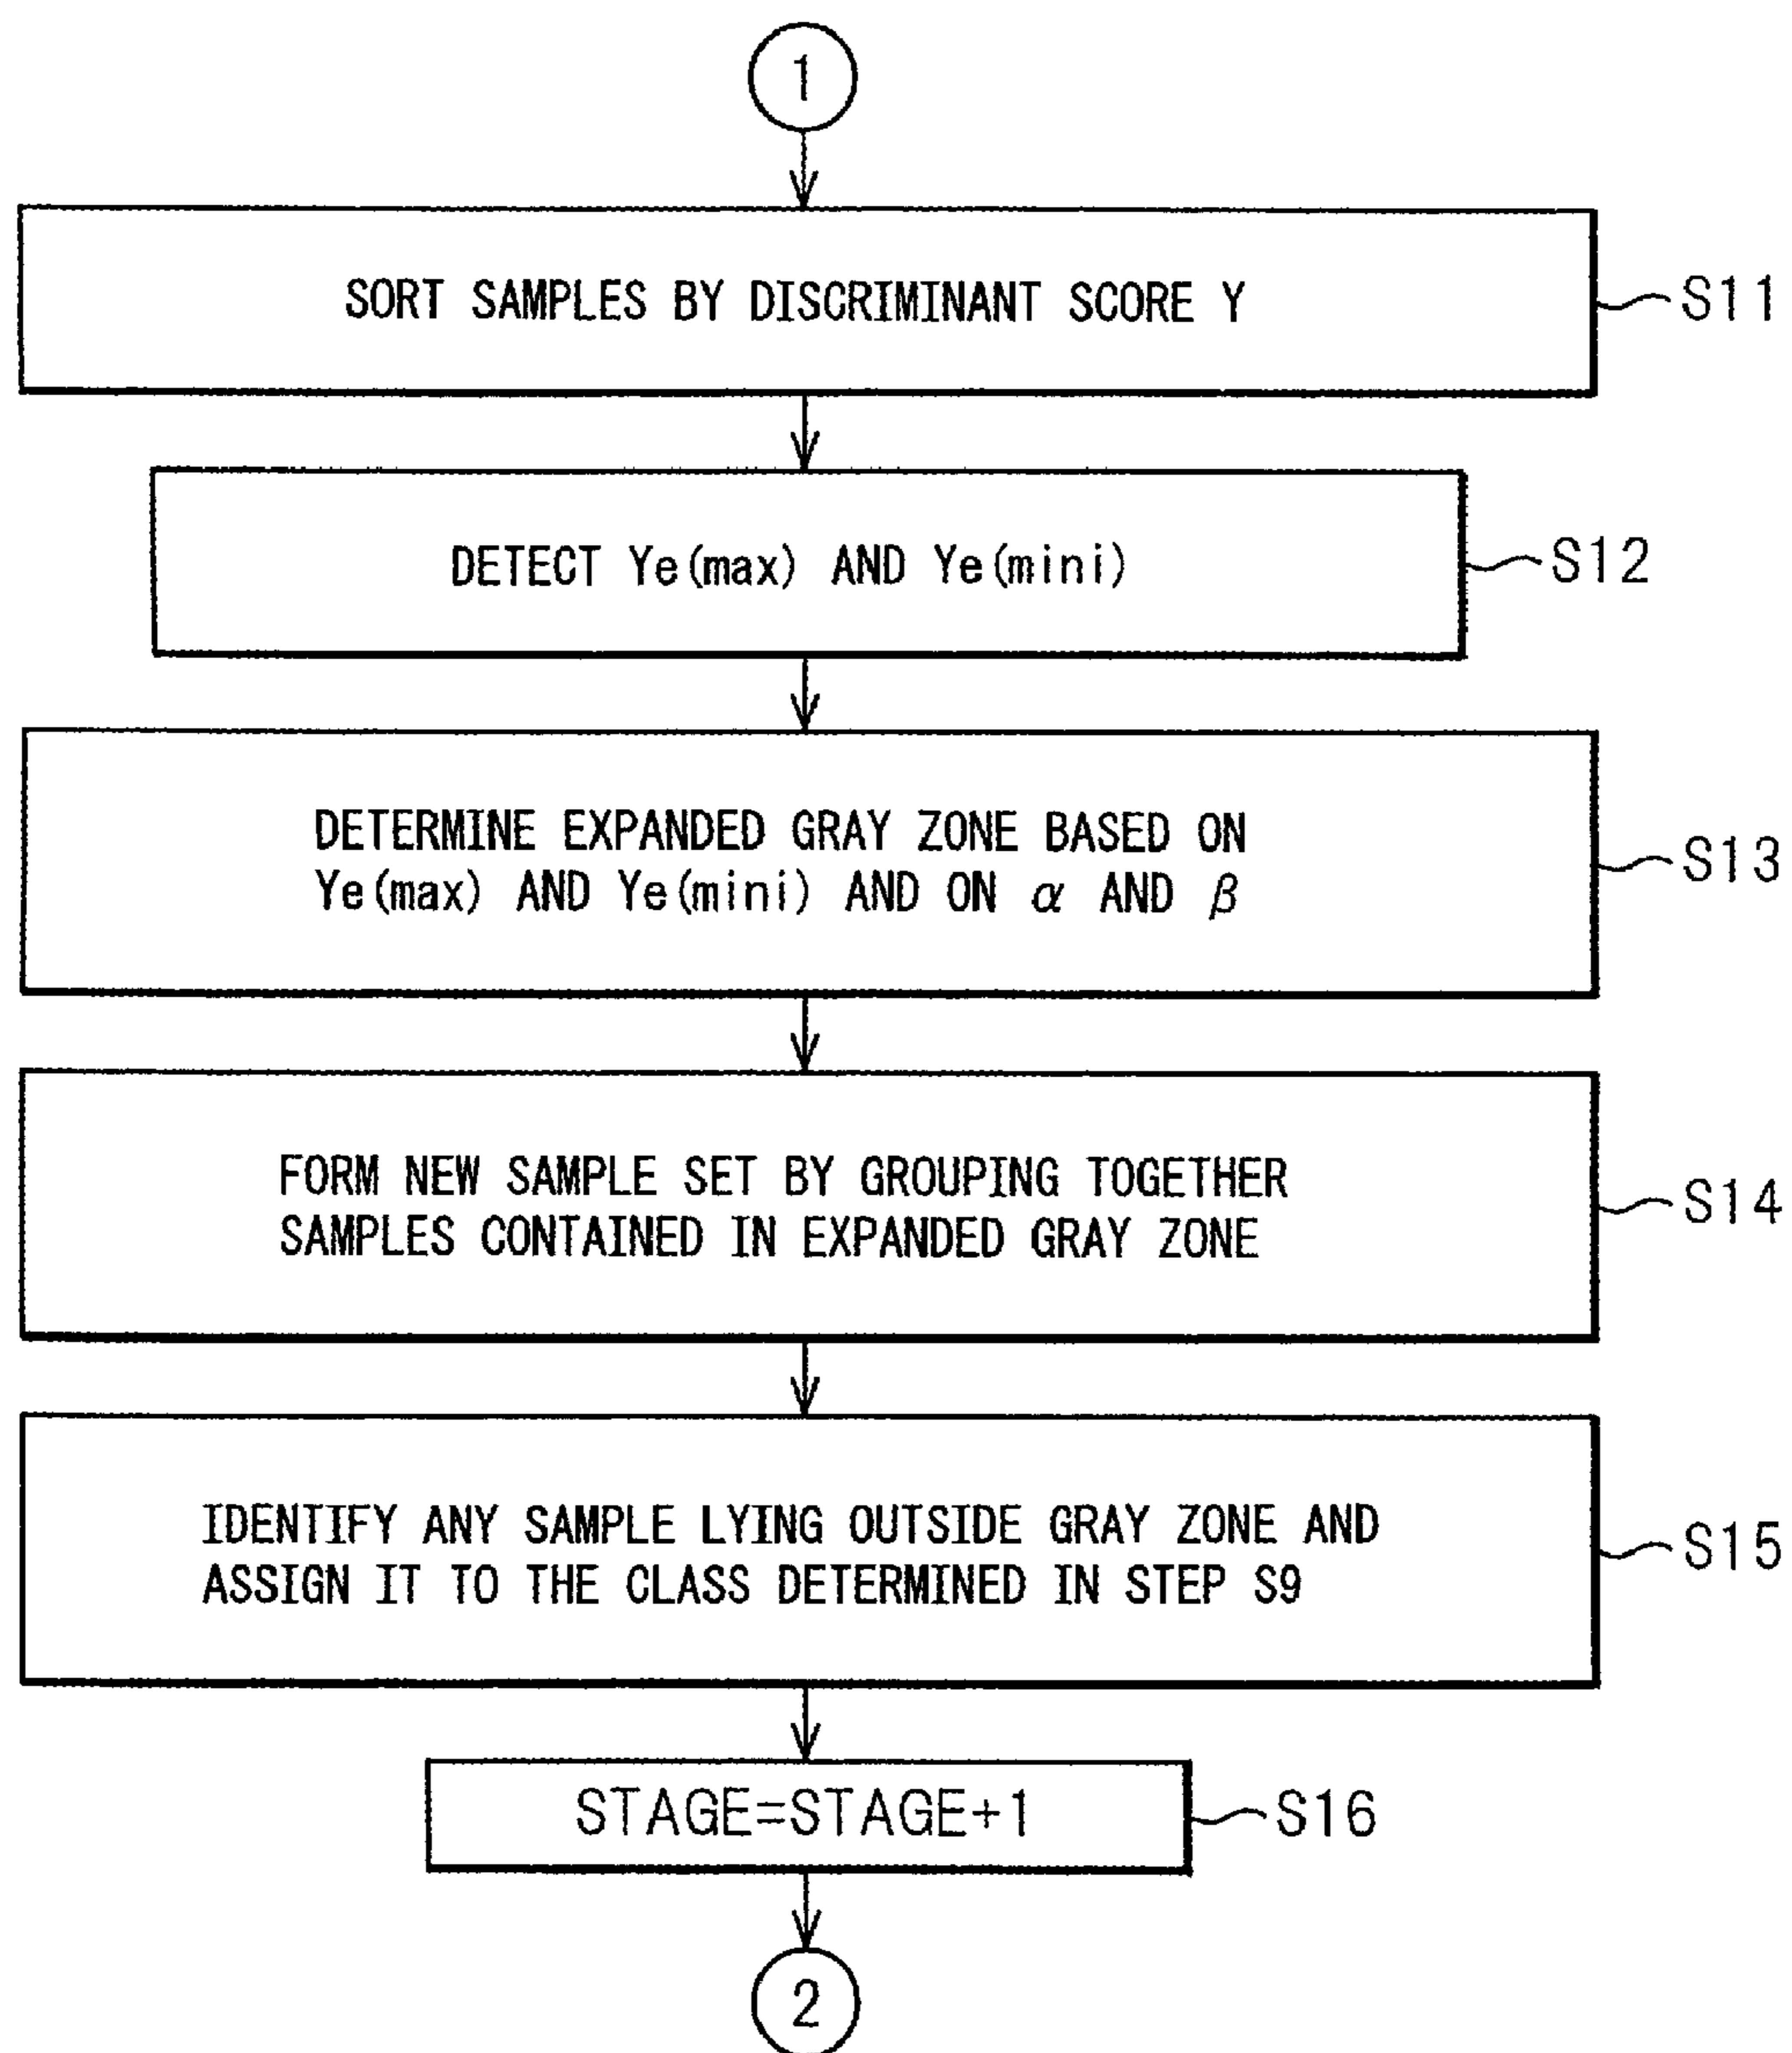 1
SORT SAMPLES BY DISCRIMINANT SCORE Y
S11
DETECT Ye(max) AND Ye(mini)
S12
DETERMINE EXPANDED GRAY ZONE BASED ON
Ye(max) AND Ye(mini) AND ON α AND β
S13
FORM NEW SAMPLE SET BY GROUPING TOGETHER
SAMPLES CONTAINED IN EXPANDED GRAY ZONE
S14
IDENTIFY ANY SAMPLE LYING OUTSIDE GRAY ZONE AND
ASSIGN IT TO THE CLASS DETERMINED IN STEP S9
S15
STAGE=STAGE+1
S16
2